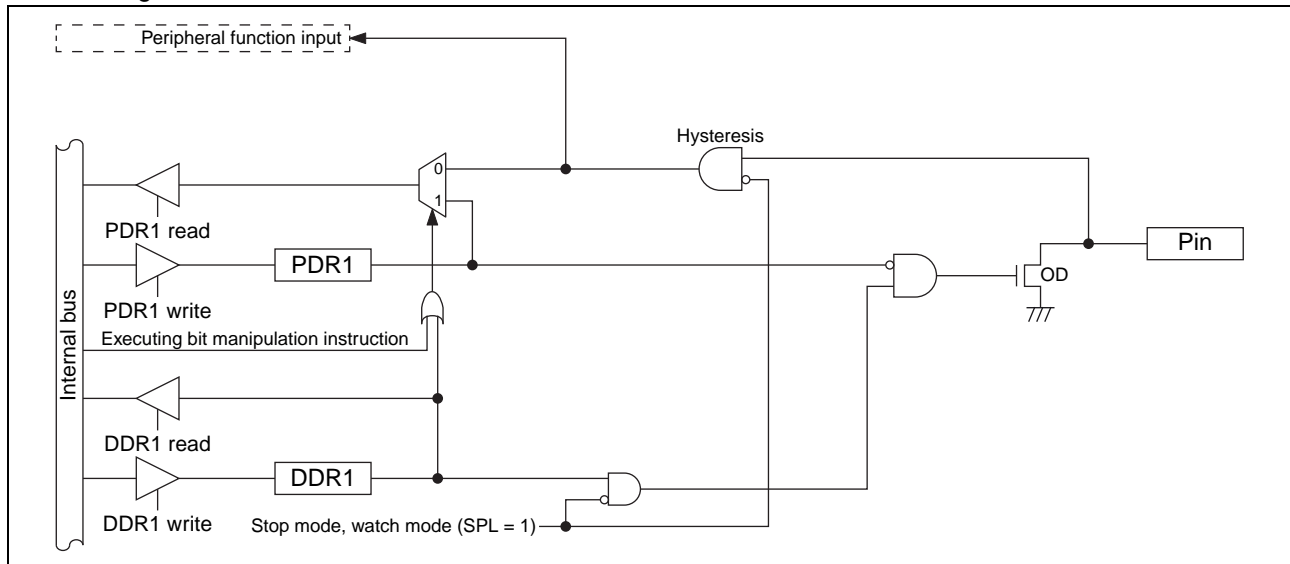 Peripheral function input
Hysteresis
0
1
PDR1 read
Pin
PDR1
OD
PDR1 write
Executing bit manipulation instruction
Internal bus
DDR1 read
DDR1
DDR1 write
Stop mode, watch mode (SPL = 1)